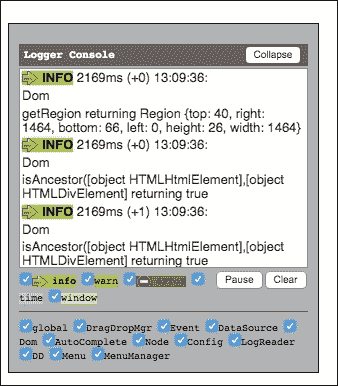 Logger Console Collapse
INFO 2169ms (+0) 13:09:36:
Dom
getRegion returning Region {top: 40, right:
1464, bottom: 66, left: 0, height: 26, width: 1464}
INFO 2169ms (+0) 13:09:36:
Dom
isAncestor([object HTMLHtmlElement],[object
HTMLDivElement] returning true
INFO 2169ms (+1) 13:09:36:
Dom
isAncestor([object HTMLHtmlElement],[object
HTMLDivElement] returning true
info warn Pause Clear
time window
global DragDropMgr Event DataSource
Dom AutoComplete Node Config LogReader
DD Menu MenuManager